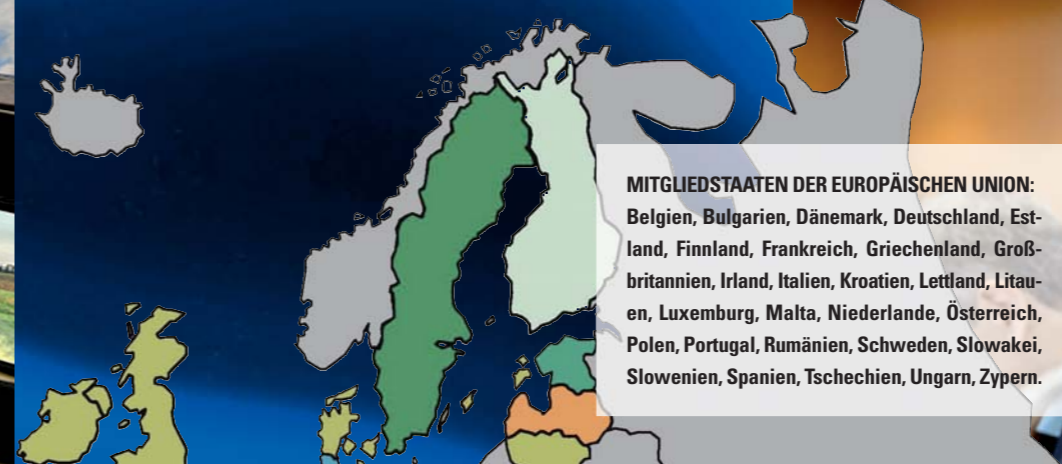 MITGLIEDSTAATEN DER EUROPÄISCHEN UNION:
Belgien, Bulgarien, Dänemark, Deutschland, Est-
land, Finnland, Frankreich, Griechenland, Groß-
britannien, Irland, Italien, Kroatien, Lettland, Litau-
en, Luxemburg, Malta, Niederlande, Österreich,
Polen, Portugal, Rumänien, Schweden, Slowakei,
Slowenien, Spanien, Tschechien, Ungarn, Zypern.